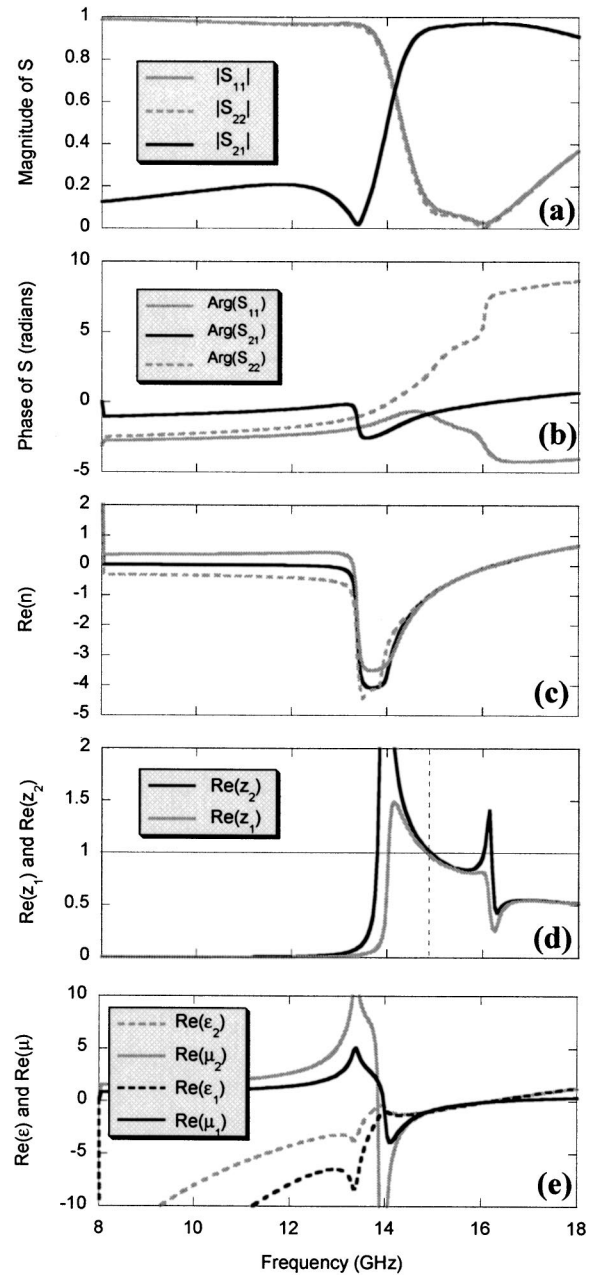 1
0.8
0.6
0.4
0.2
0
Magnitude of S
|S11|
|S22|
|S21|
(a)
10
5
0
-5
Phase of S (radians)
Arg(S11)
Arg(S21)
Arg(S22)
(b)
2
1
0
-1
-2
-3
-4
-5
Re(n)
(c)
2
1.5
1
0.5
0
Re(z1) and Re(z2)
Re(z2)
Re(z1)
(d)
10
5
0
-5
-10
Re(ε) and Re(μ)
Re(ε2)
Re(μ2)
Re(ε1)
Re(μ1)
(e)
8 10 12 14 16 18
Frequency (GHz)